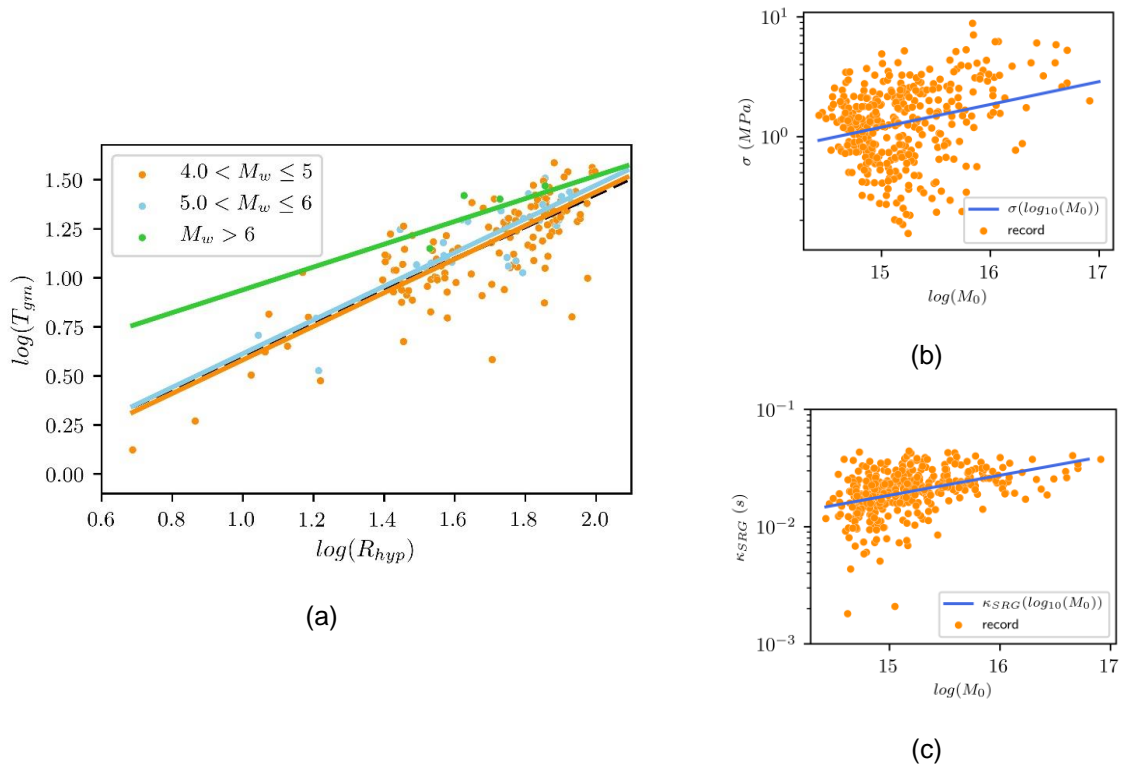 4.0 < M_w ≤ 5
5.0 < M_w ≤ 6
M_w > 6
log(T_gm)
1.50
1.25
1.00
0.75
0.50
0.25
0.00
0.6 0.8 1.0 1.2 1.4 1.6 1.8 2.0
log(R_hyp)
(a)
σ (MPa)
10^1
10^0
σ(log_10(M_0))
record
15 16 17
log(M_0)
(b)
κ_SRG (s)
10^-1
10^-2
10^-3
κ_SRG(log_10(M_0))
record
15 16 17
log(M_0)
(c)